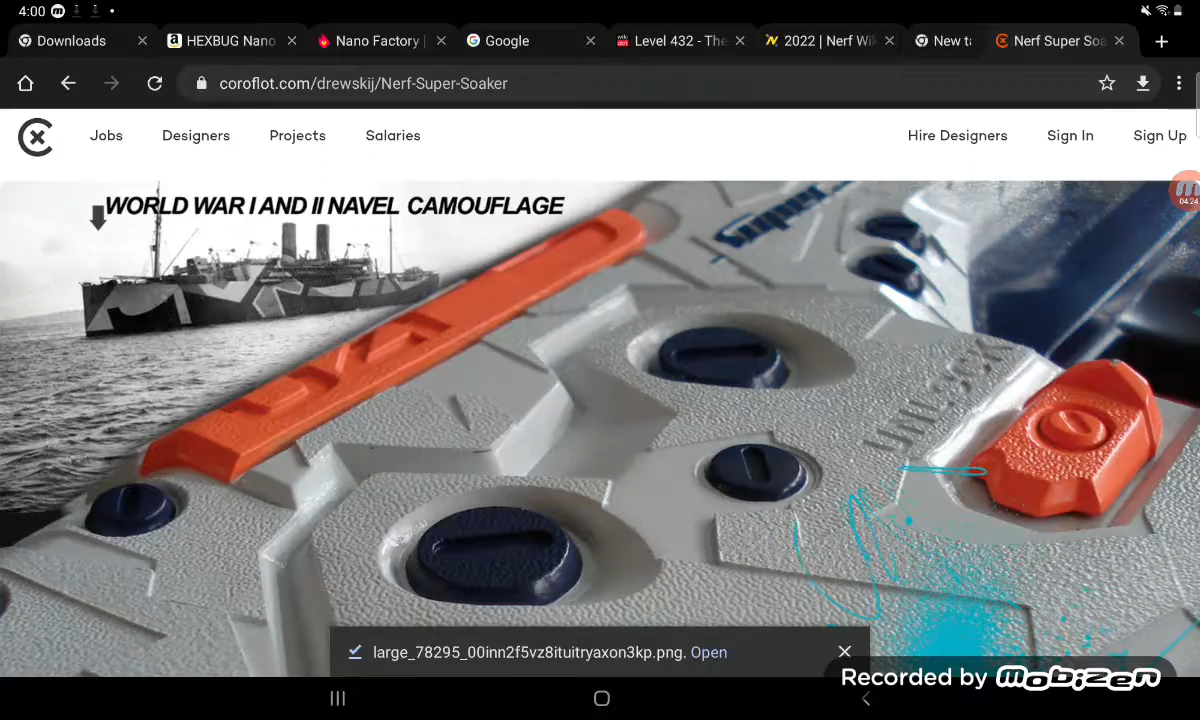 4:00
Downloads
HEXBUG Nano
Nano Factory |
Google
Level 432 - The
2022 | Nerf Wi
New ta
Nerf Super Soa
coroflot.com/drewskij/Nerf-Super-Soaker
Jobs
Designers
Projects
Salaries
Hire Designers
Sign In
Sign Up
04:24
WORLD WAR I AND II NAVEL CAMOUFLAGE
large_78295_00inn2f5vz8ituitryaxon3kp.png. Open
Recorded by mobizen